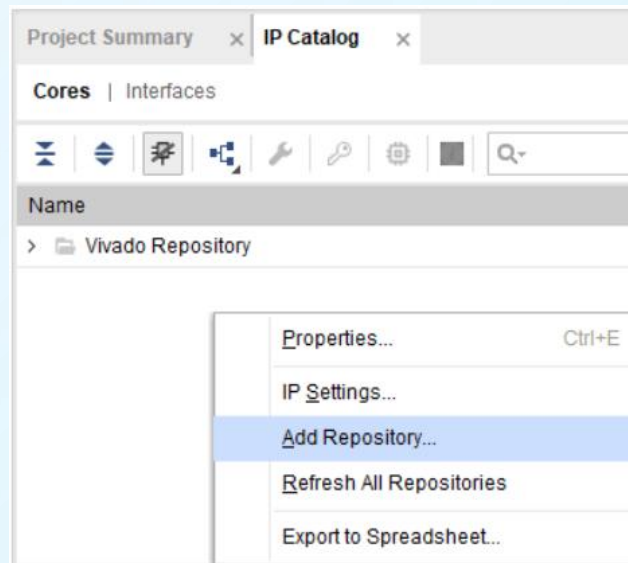 Project Summary × IP Catalog ×
Cores | Interfaces
Name
> Vivado Repository
Properties... Ctrl+E
IP Settings...
Add Repository...
Refresh All Repositories
Export to Spreadsheet...